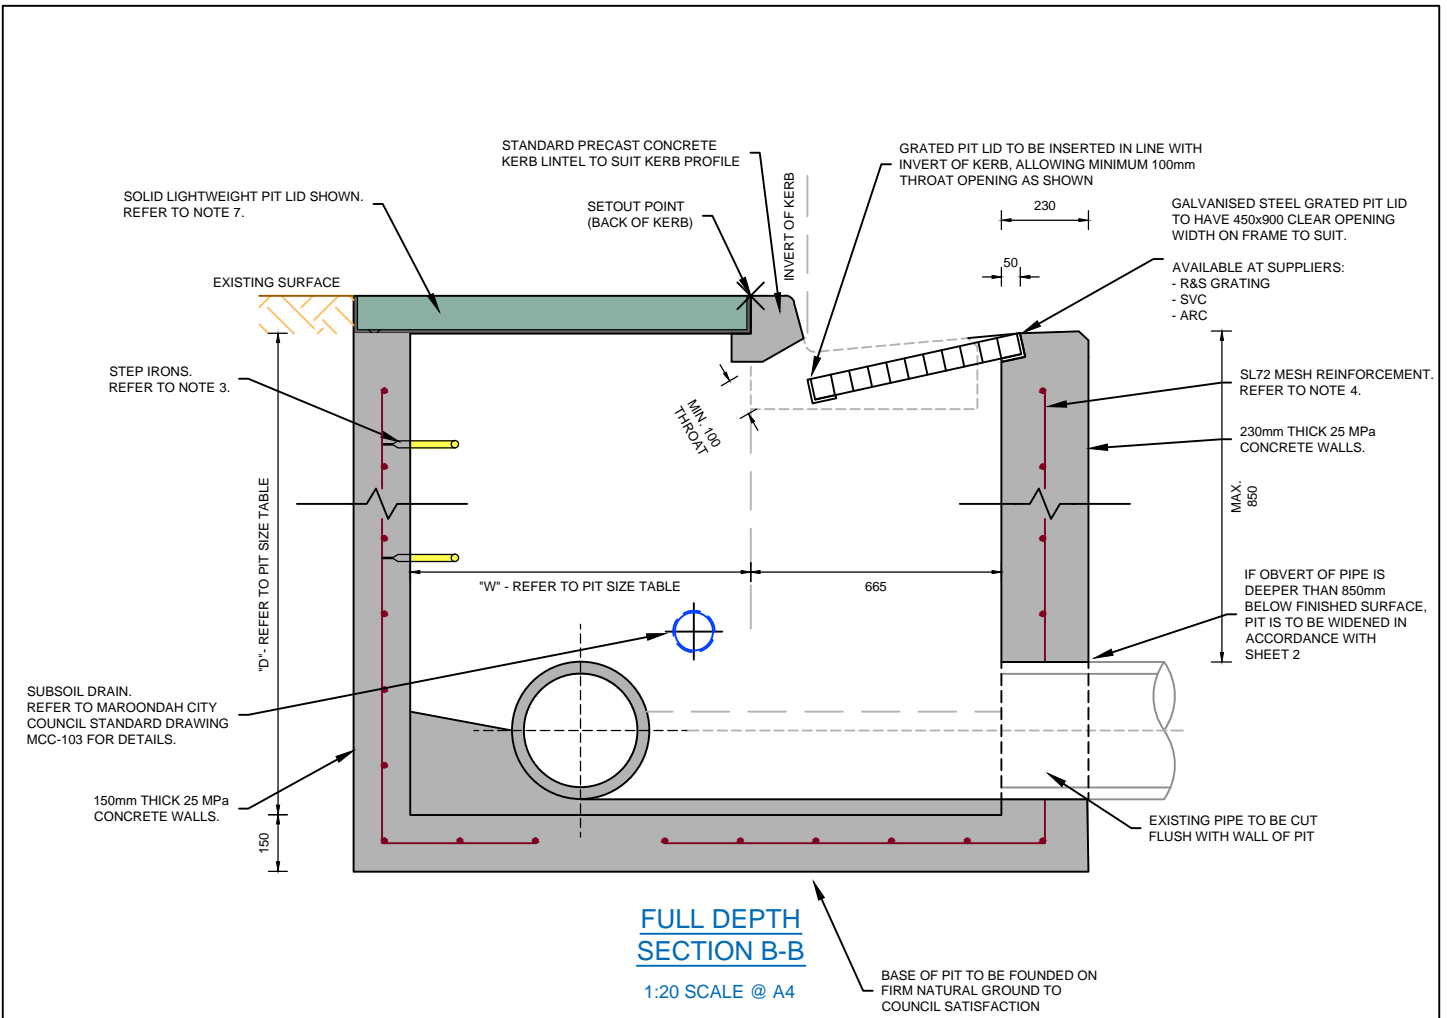 STANDARD PRECAST CONCRETE
KERB LINTEL TO SUIT KERB PROFILE
GRATED PIT LID TO BE INSERTED IN LINE WITH
INVERT OF KERB, ALLOWING MINIMUM 100mm
THROAT OPENING AS SHOWN
SOLID LIGHTWEIGHT PIT LID SHOWN.
REFER TO NOTE 7.
SETOUT POINT
(BACK OF KERB)
INVERT OF KERB
230
GALVANISED STEEL GRATED PIT LID
TO HAVE 450x900 CLEAR OPENING
WIDTH ON FRAME TO SUIT.
AVAILABLE AT SUPPLIERS:
- R&S GRATING
- SVC
- ARC
50
EXISTING SURFACE
STEP IRONS.
REFER TO NOTE 3.
MIN. 100
THROAT
SL72 MESH REINFORCEMENT.
REFER TO NOTE 4.
230mm THICK 25 MPa
CONCRETE WALLS.
MAX.
850
"D"- REFER TO PIT SIZE TABLE
"W" - REFER TO PIT SIZE TABLE
665
IF OBVERT OF PIPE IS
DEEPER THAN 850mm
BELOW FINISHED SURFACE,
PIT IS TO BE WIDENED IN
ACCORDANCE WITH
SHEET 2
SUBSOIL DRAIN.
REFER TO MAROONDAH CITY
COUNCIL STANDARD DRAWING
MCC-103 FOR DETAILS.
150mm THICK 25 MPa
CONCRETE WALLS.
150
EXISTING PIPE TO BE CUT
FLUSH WITH WALL OF PIT
FULL DEPTH
SECTION B-B
1:20 SCALE @ A4
BASE OF PIT TO BE FOUNDED ON
FIRM NATURAL GROUND TO
COUNCIL SATISFACTION